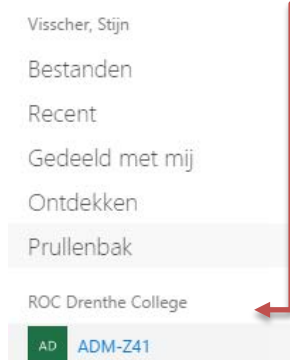 Visscher, Stijn
Bestanden
Recent
Gedeeld met mij
Ontdekken
Prullenbak
ROC Drenthe College
AD ADM-Z41